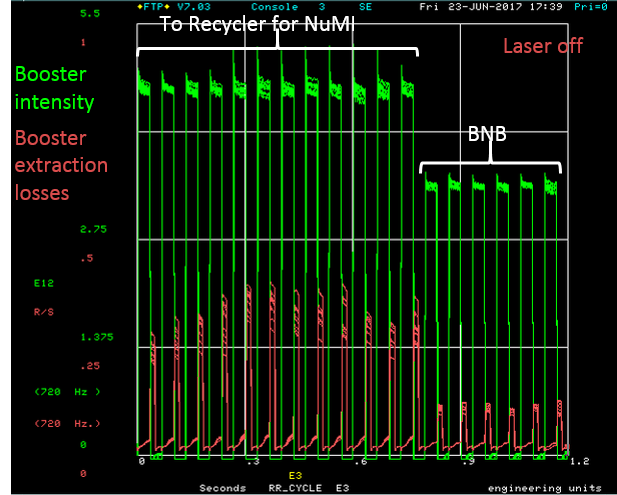 ♦FTP♦ V7.03 Console 3 SE Fri 23-JUN-2017 17:39 Pri=0
5.5
To Recycler for NuMI
1
Laser off
Booster
intensity
Booster
extraction
losses
BNB
2.75
.5
E12
R/S
1.375
.25
<720 Hz >
<720 Hz.)
0
0
0 .3 .6 .9 1.2
E3
Seconds RR_CYCLE E3 engineering units